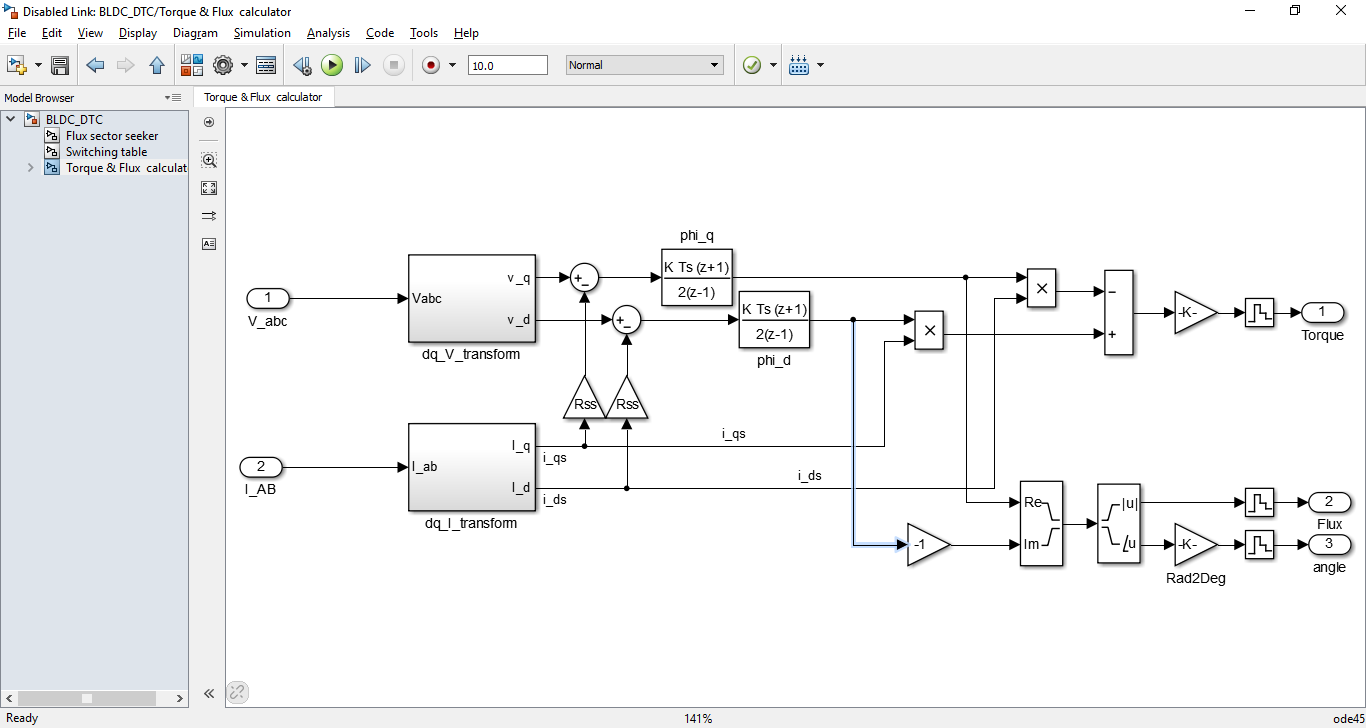 Disabled Link: BLDC_DTC/Torque & Flux calculator
File Edit View Display Diagram Simulation Analysis Code Tools Help
10.0 Normal
Model Browser
Torque & Flux calculator
BLDC_DTC
Flux sector seeker
Switching table
Torque & Flux calculat
phi_q
K Ts (z+1)
2(z-1)
v_q
+
-
1
Vabc
V_abc
v_d
+
-
K Ts (z+1)
2(z-1)
phi_d
dq_V_transform
×
×
-
+
-K-
1
Torque
Rss
Rss
i_qs
I_q
i_qs
2
I_ab
I_AB
i_ds
I_d
i_ds
dq_I_transform
Re
Im
|u|
∠u
2
Flux
-1
-K-
3
angle
Rad2Deg
Ready
141%
ode45